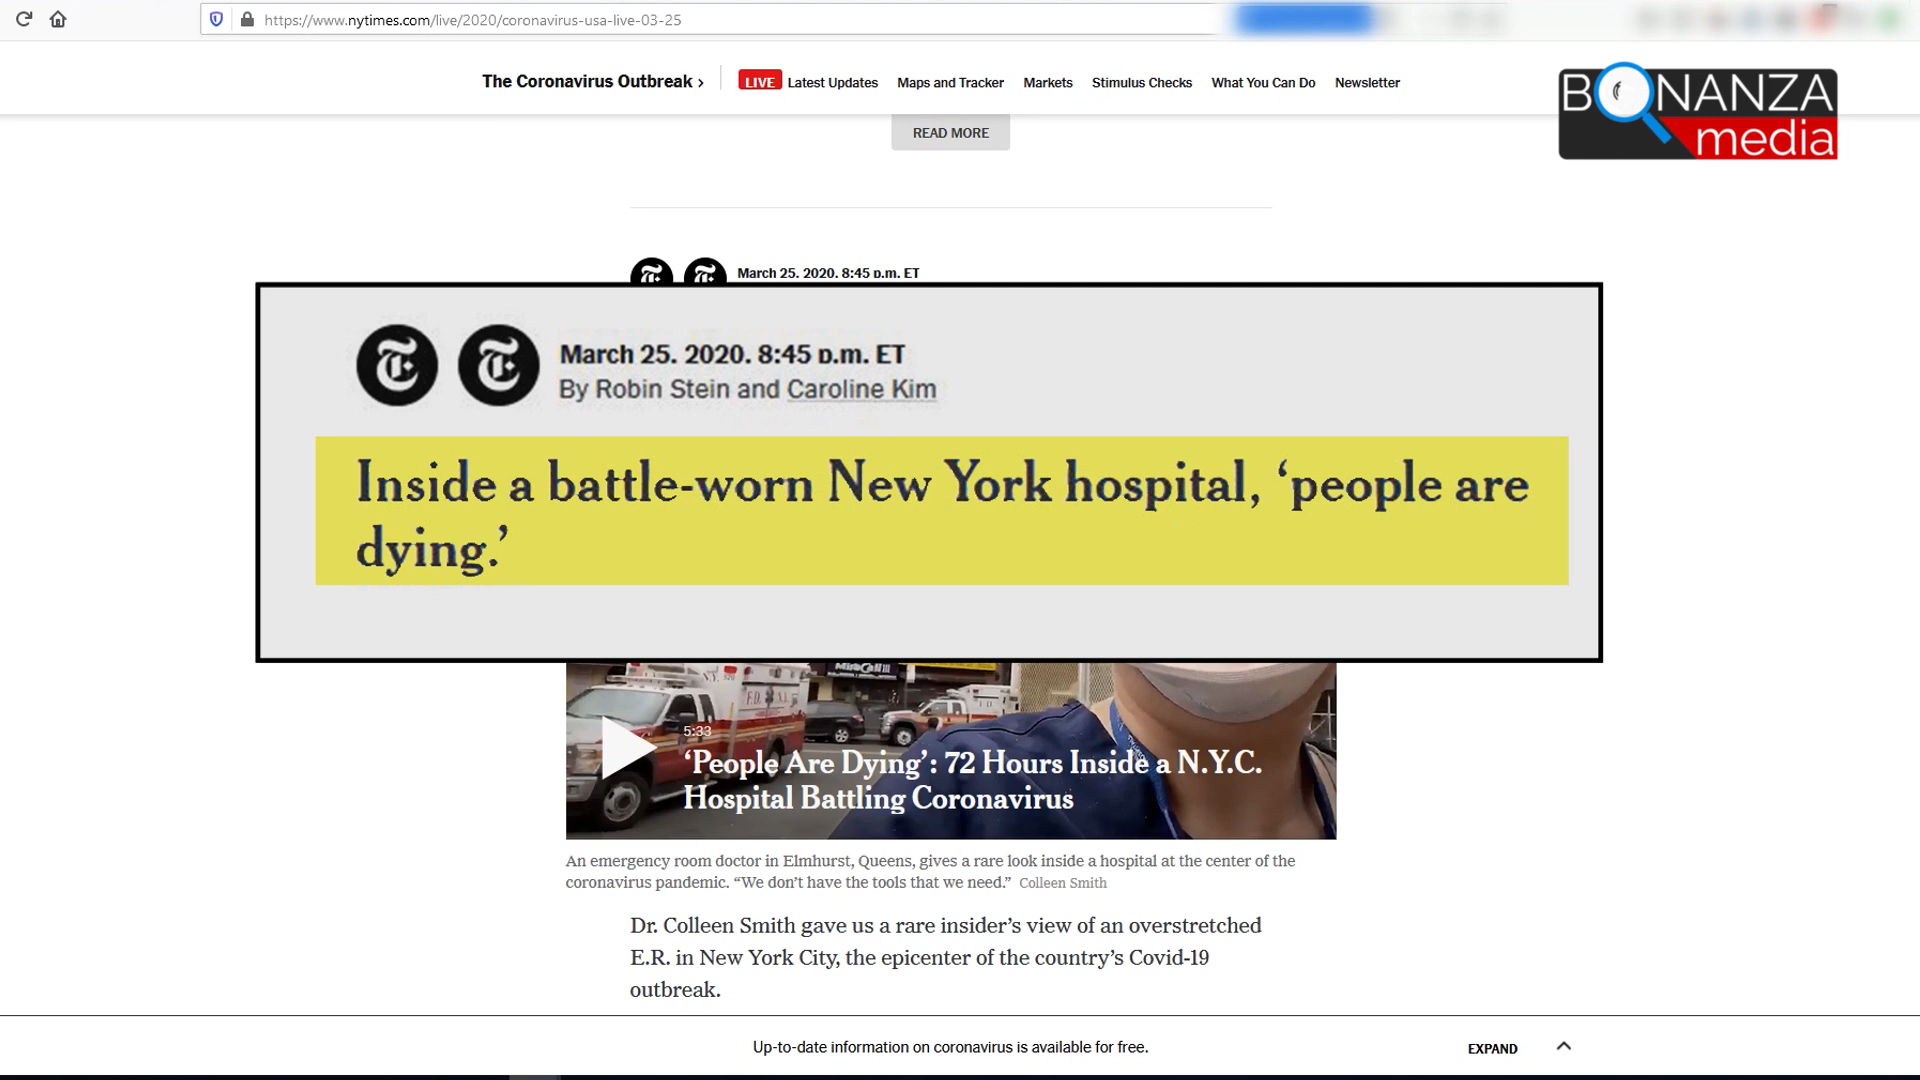 https://www.nytimes.com/live/2020/coronavirus-usa-live-03-25
The Coronavirus Outbreak ›
LIVE Latest Updates Maps and Tracker Markets Stimulus Checks What You Can Do Newsletter
BONANZA
media
READ MORE
March 25, 2020, 8:45 p.m. ET
March 25. 2020. 8:45 p.m. ET
By Robin Stein and Caroline Kim
Inside a battle-worn New York hospital, ‘people are
dying.’
5:33
‘People Are Dying’: 72 Hours Inside a N.Y.C.
Hospital Battling Coronavirus
An emergency room doctor in Elmhurst, Queens, gives a rare look inside a hospital at the center of the
coronavirus pandemic. “We don’t have the tools that we need.” Colleen Smith
Dr. Colleen Smith gave us a rare insider’s view of an overstretched
E.R. in New York City, the epicenter of the country’s Covid-19
outbreak.
Up-to-date information on coronavirus is available for free.
EXPAND